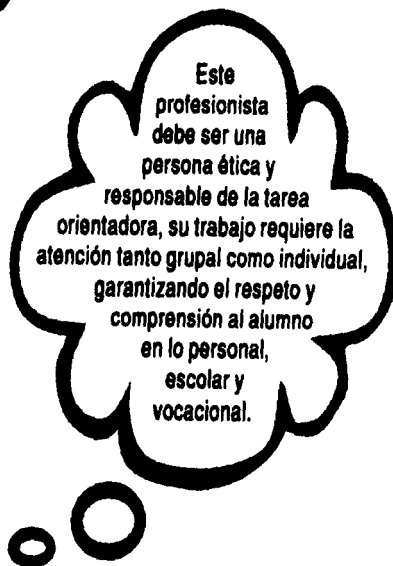 Este
profesionista
debe ser una
persona ética y
responsable de la tarea
orientadora, su trabajo requiere la
atención tanto grupal como individual,
garantizando el respeto y
comprensión al alumno
en lo personal,
escolar y
vocacional.